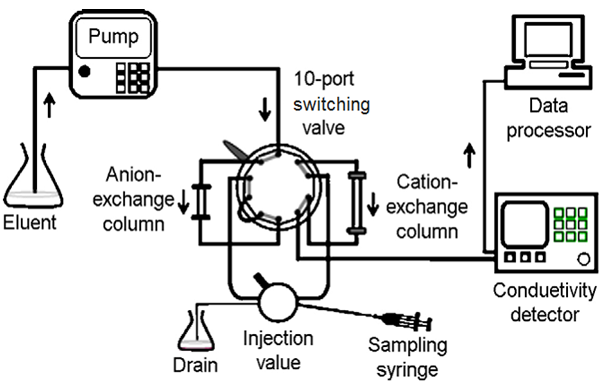 Pump
10-port
switching
valve
Data
processor
Anion-
exchange
column
Cation-
exchange
column
Eluent
Conduetivity
detector
Injection
value
Drain
Sampling
syringe